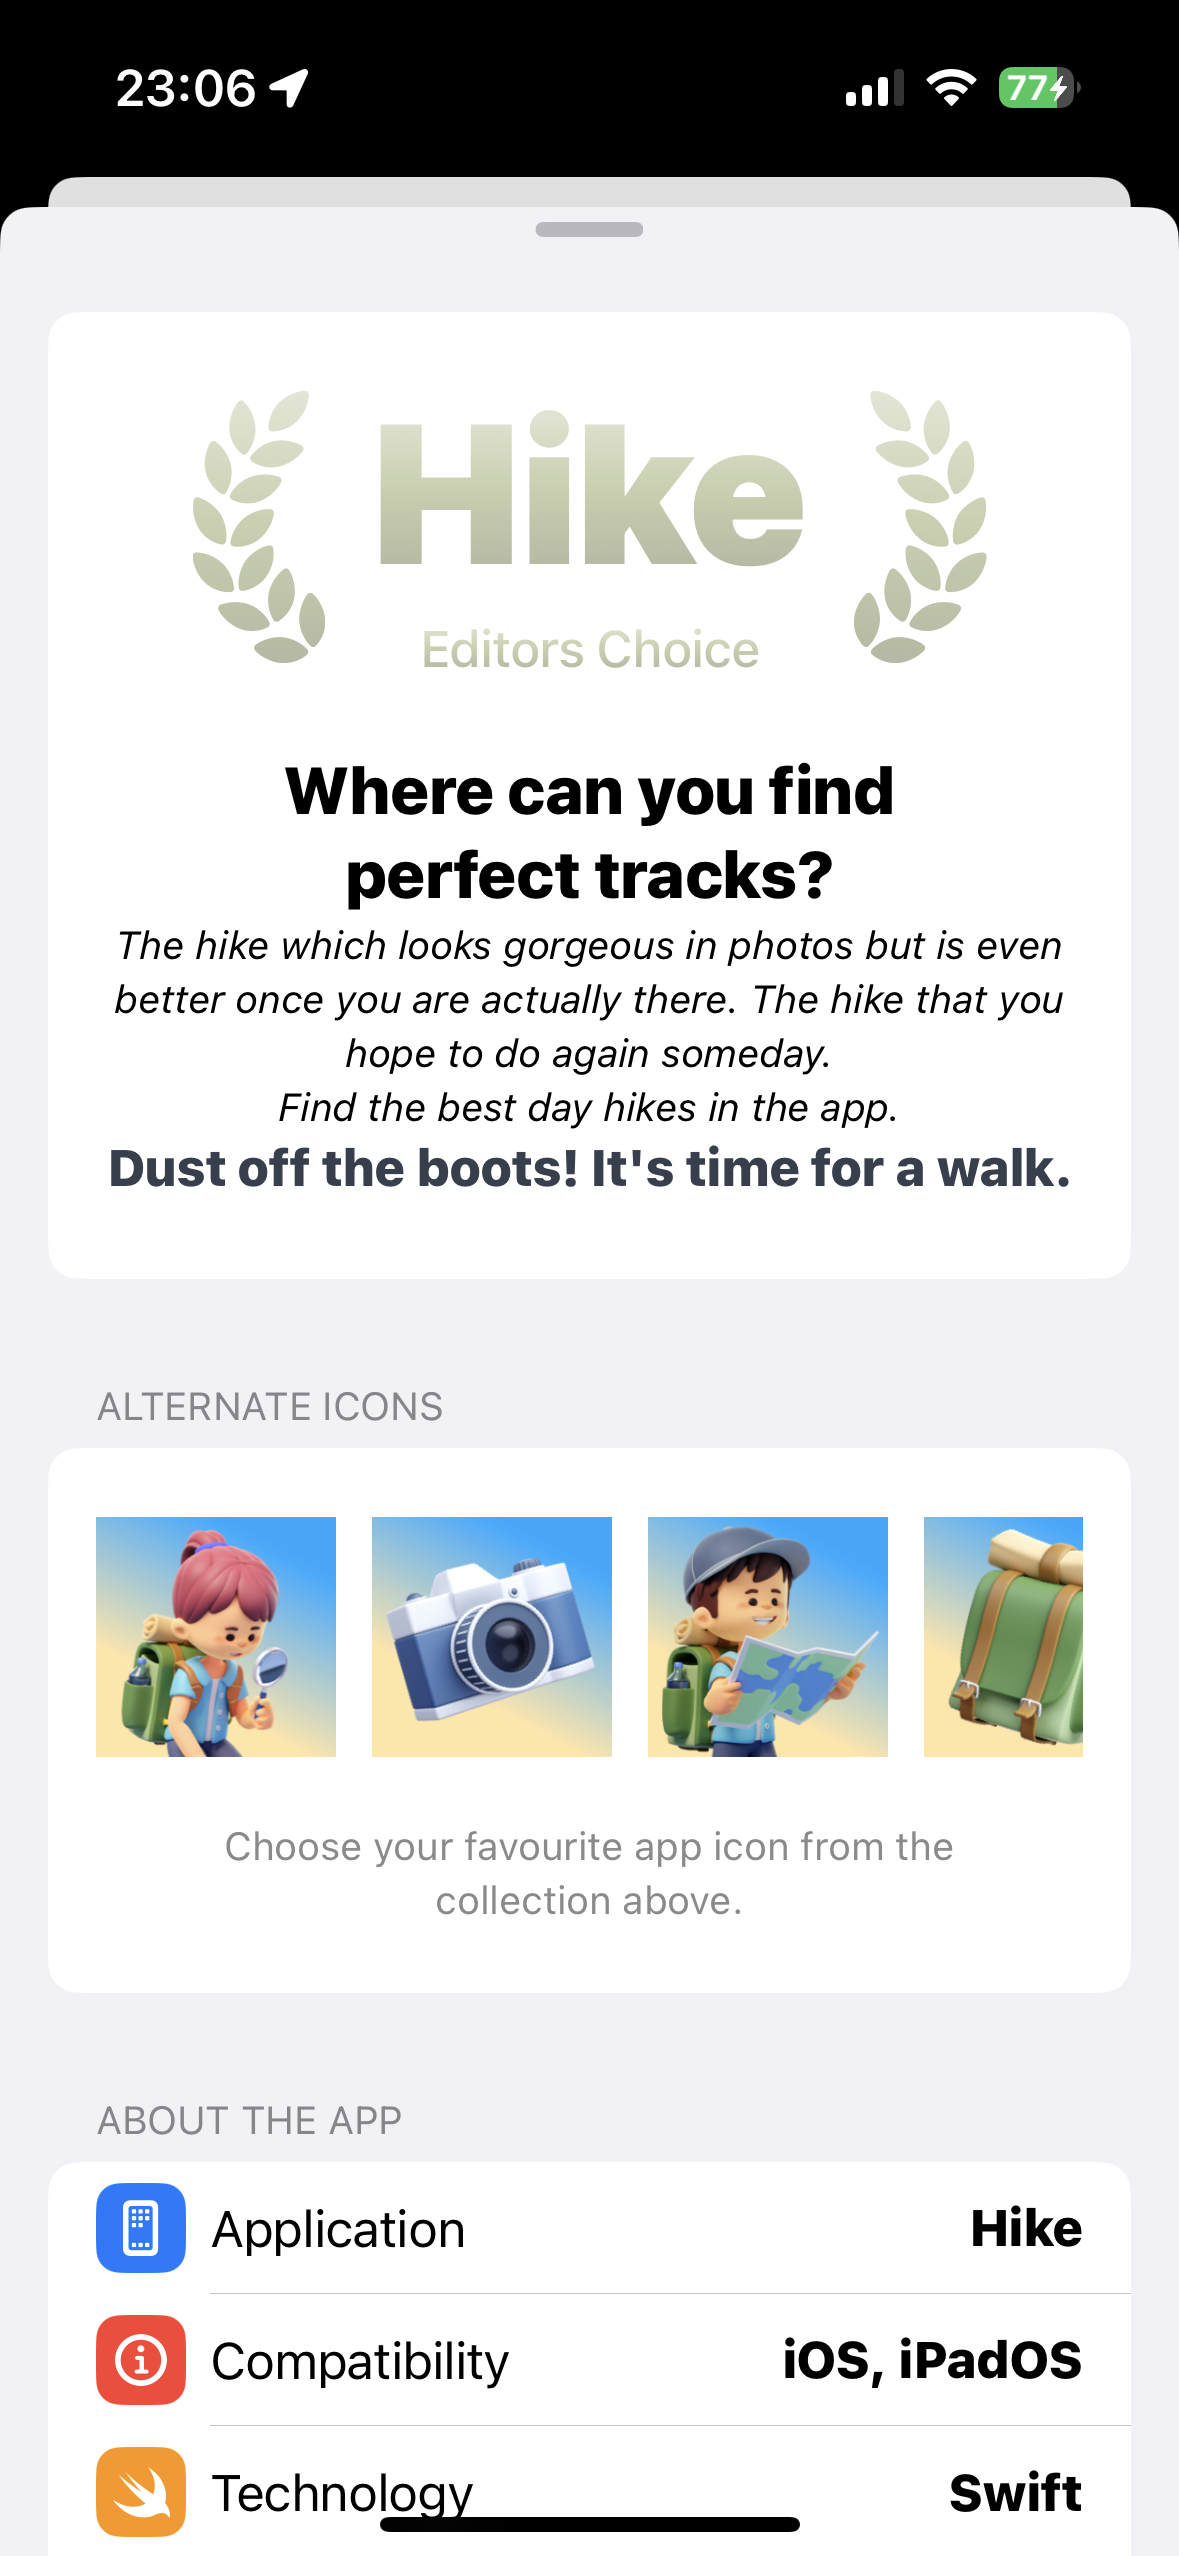 23:06
77
Hike
Editors Choice
Where can you find
perfect tracks?
The hike which looks gorgeous in photos but is even
better once you are actually there. The hike that you
hope to do again someday.
Find the best day hikes in the app.
Dust off the boots! It's time for a walk.
ALTERNATE ICONS
Choose your favourite app icon from the
collection above.
ABOUT THE APP
Application Hike
Compatibility iOS, iPadOS
Technology Swift